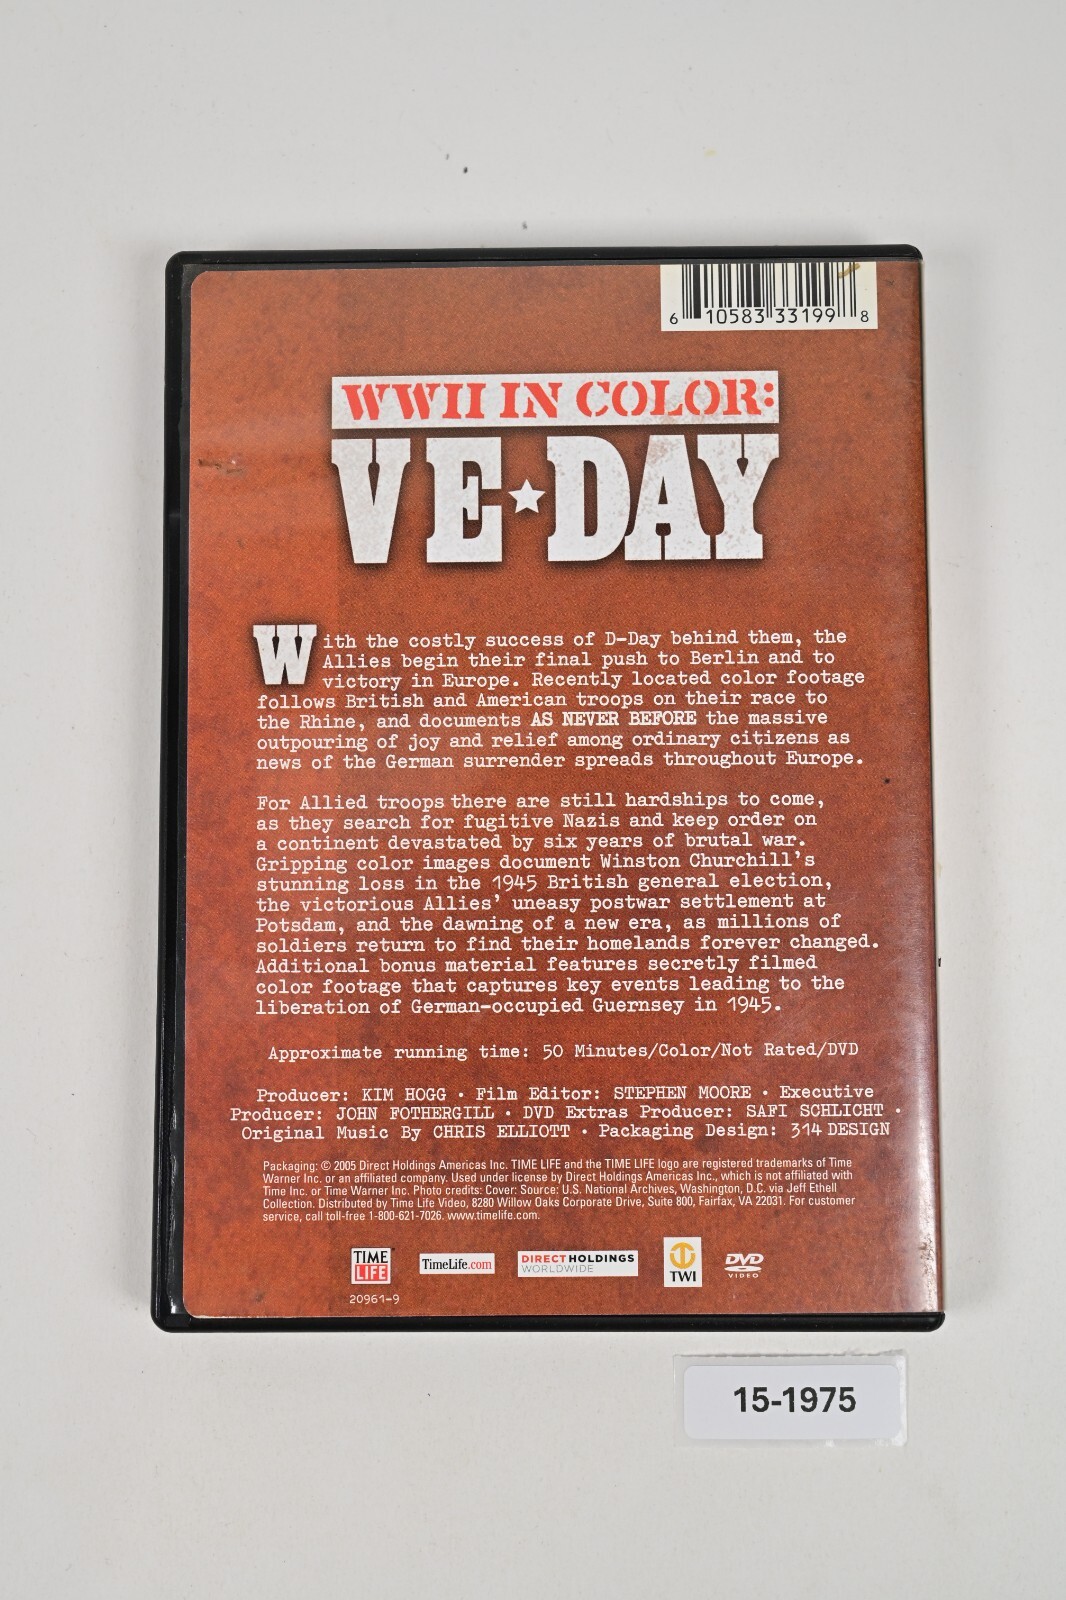 6 10583 33199 8
WWII IN COLOR:
VE★DAY
With the costly success of D-Day behind them, the
Allies begin their final push to Berlin and to
victory in Europe. Recently located color footage
follows British and American troops on their race to
the Rhine, and documents AS NEVER BEFORE the massive
outpouring of joy and relief among ordinary citizens as
news of the German surrender spreads throughout Europe.
For Allied troops there are still hardships to come,
as they search for fugitive Nazis and keep order on
a continent devastated by six years of brutal war.
Gripping color images document Winston Churchill's
stunning loss in the 1945 British general election,
the victorious Allies' uneasy postwar settlement at
Potsdam, and the dawning of a new era, as millions of
soldiers return to find their homelands forever changed.
Additional bonus material features secretly filmed
color footage that captures key events leading to the
liberation of German-occupied Guernsey in 1945.
Approximate running time: 50 Minutes/Color/Not Rated/DVD
Producer: KIM HOGG • Film Editor: STEPHEN MOORE • Executive
Producer: JOHN FOTHERGILL • DVD Extras Producer: SAFI SCHLICHT •
Original Music By CHRIS ELLIOTT • Packaging Design: 314 DESIGN
Packaging: © 2005 Direct Holdings Americas Inc. TIME LIFE and the TIME LIFE logo are registered trademarks of Time
Warner Inc. or an affiliated company. Used under license by Direct Holdings Americas Inc., which is not affiliated with
Time Inc. or Time Warner Inc. Photo credits: Cover: Source: U.S. National Archives, Washington, D.C. via Jeff Ethell
Collection. Distributed by Time Life Video, 8280 Willow Oaks Corporate Drive, Suite 800, Fairfax, VA 22031. For customer
service, call toll-free 1-800-621-7026. www.timelife.com.
TIME
LIFE
TimeLife.com
DIRECT HOLDINGS
WORLDWIDE
TWI
DVD
VIDEO
20961-9
15-1975